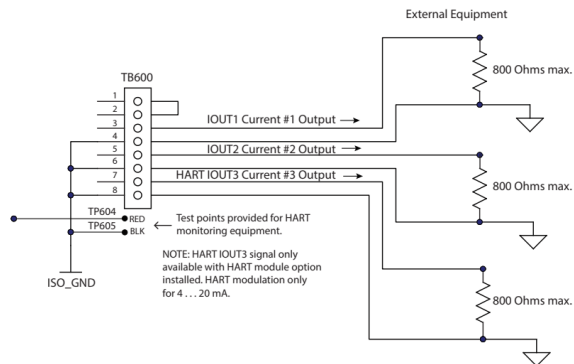 External Equipment
TB600
1
2
3
4
5
6
7
8
800 Ohms max.
IOUT1 Current #1 Output
IOUT2 Current #2 Output
HART IOUT3 Current #3 Output
800 Ohms max.
TP604
RED
TP605
BLK
Test points provided for HART
monitoring equipment.
NOTE: HART IOUT3 signal only
available with HART module option
installed. HART modulation only
for 4 . . . 20 mA.
ISO_GND
800 Ohms max.